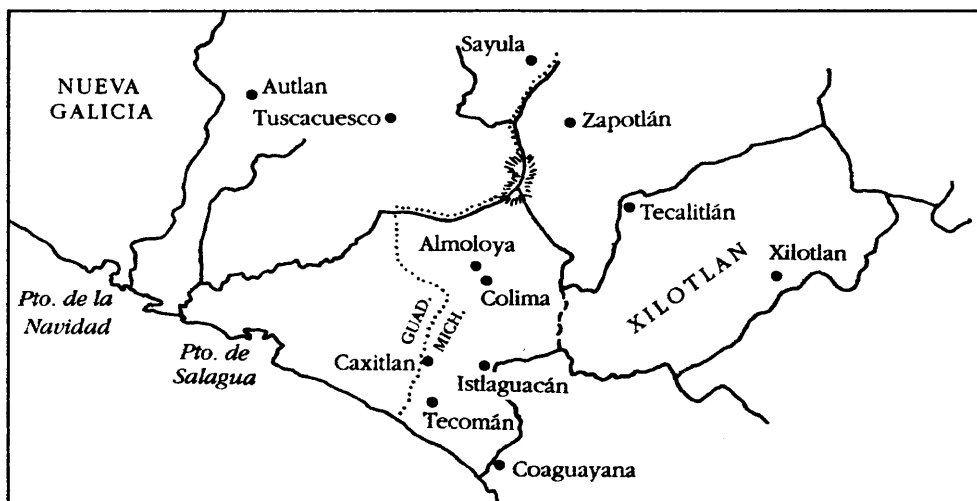 Sayula
NUEVA
GALICIA
Autlan
Tuscacuesco
Zapotlán
Tecalitlán
Almoloya
Colima
XILOTLAN
Xilotlan
Pto. de la
Navidad
GUAD.
MICH.
Pto. de
Salagua
Caxitlan
Istlaguacán
Tecomán
Coaguayana